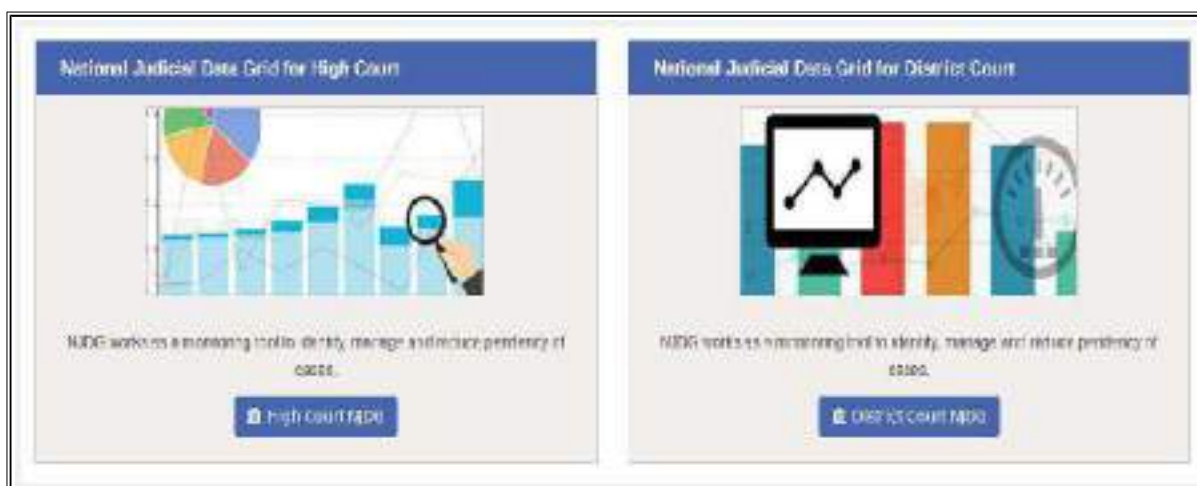 National Judicial Data Grid for High Court
NJDG works as a monitoring tool to identify, manage and reduce pendency of
cases.
High Court NJDG
National Judicial Data Grid for District Court
NJDG works as a monitoring tool to identify, manage and reduce pendency of
cases.
District Court NJDG